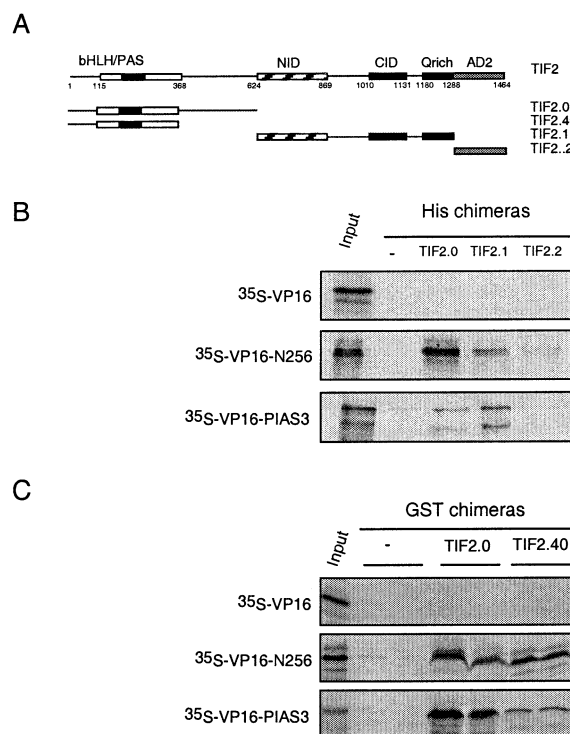 A
bHLH/PAS NID CID Qrich AD2
TIF2
1 115 368 624 869 1010 1131 1180 1288 1464
TIF2.0
TIF2.4
TIF2.1
TIF2..2
B
Input
His chimeras
- TIF2.0 TIF2.1 TIF2.2
35S-VP16
35S-VP16-N256
35S-VP16-PIAS3
C
Input
GST chimeras
- TIF2.0 TIF2.40
35S-VP16
35S-VP16-N256
35S-VP16-PIAS3